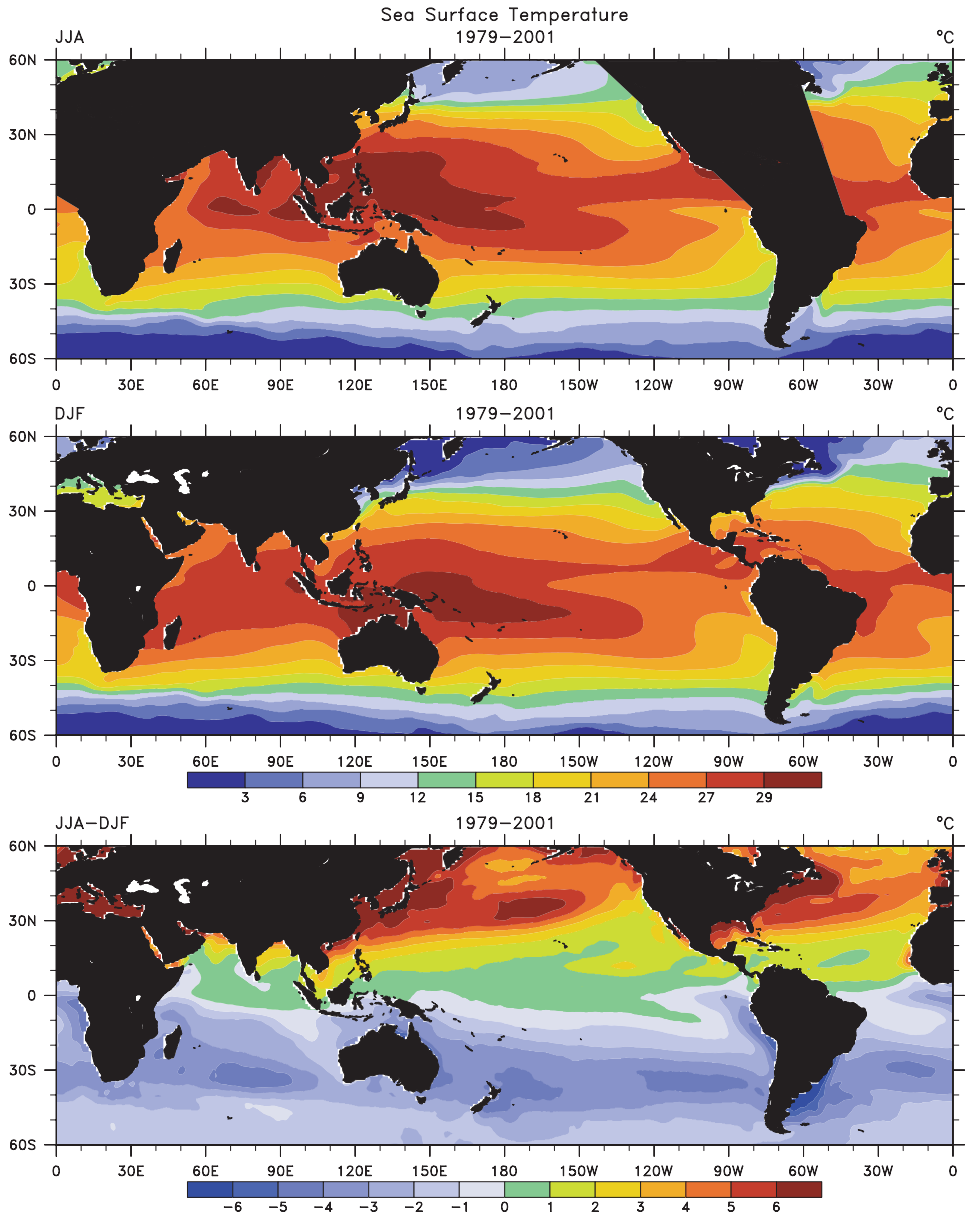 Sea Surface Temperature
JJA 1979−2001 °C
60N
30N
0
30S
60S
0 30E 60E 90E 120E 150E 180 150W 120W 90W 60W 30W 0
DJF 1979−2001 °C
60N
30N
0
30S
60S
0 30E 60E 90E 120E 150E 180 150W 120W 90W 60W 30W 0
3 6 9 12 15 18 21 24 27 29
JJA−DJF 1979−2001 °C
60N
30N
0
30S
60S
0 30E 60E 90E 120E 150E 180 150W 120W 90W 60W 30W 0
−6 −5 −4 −3 −2 −1 0 1 2 3 4 5 6